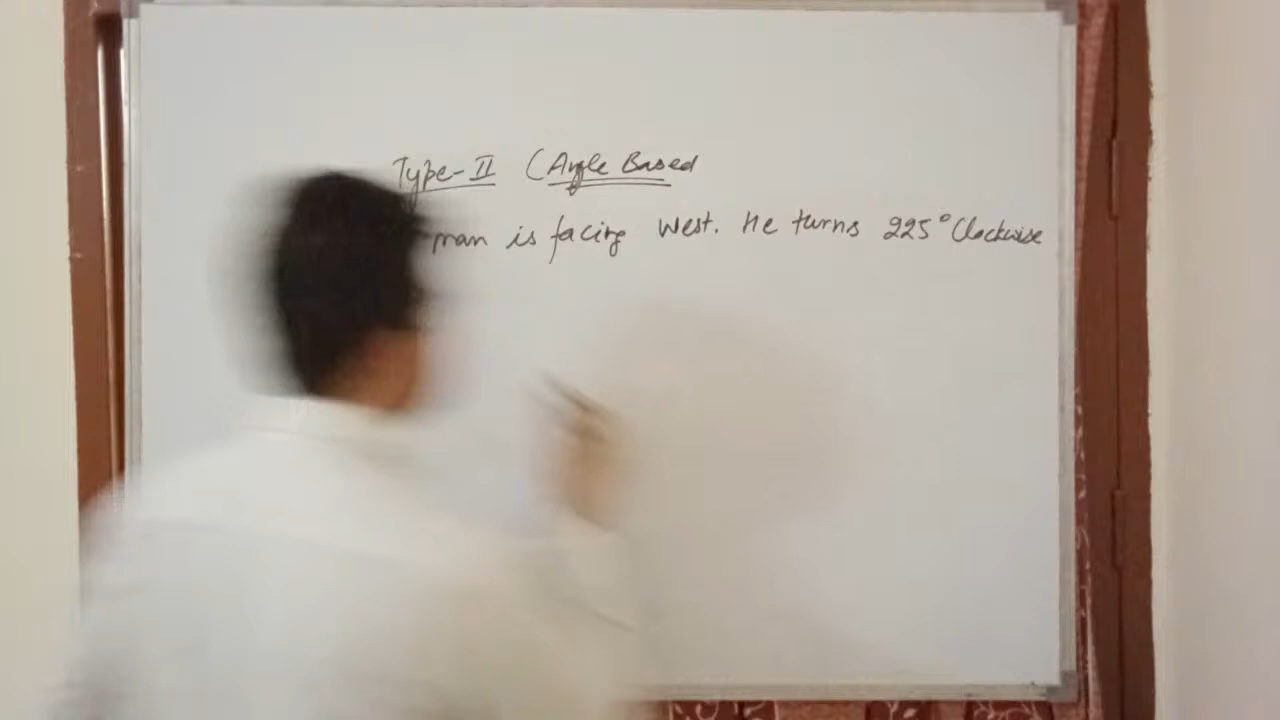 Type-II (Angle Based
man is facing West. He turns 225° Clockwise